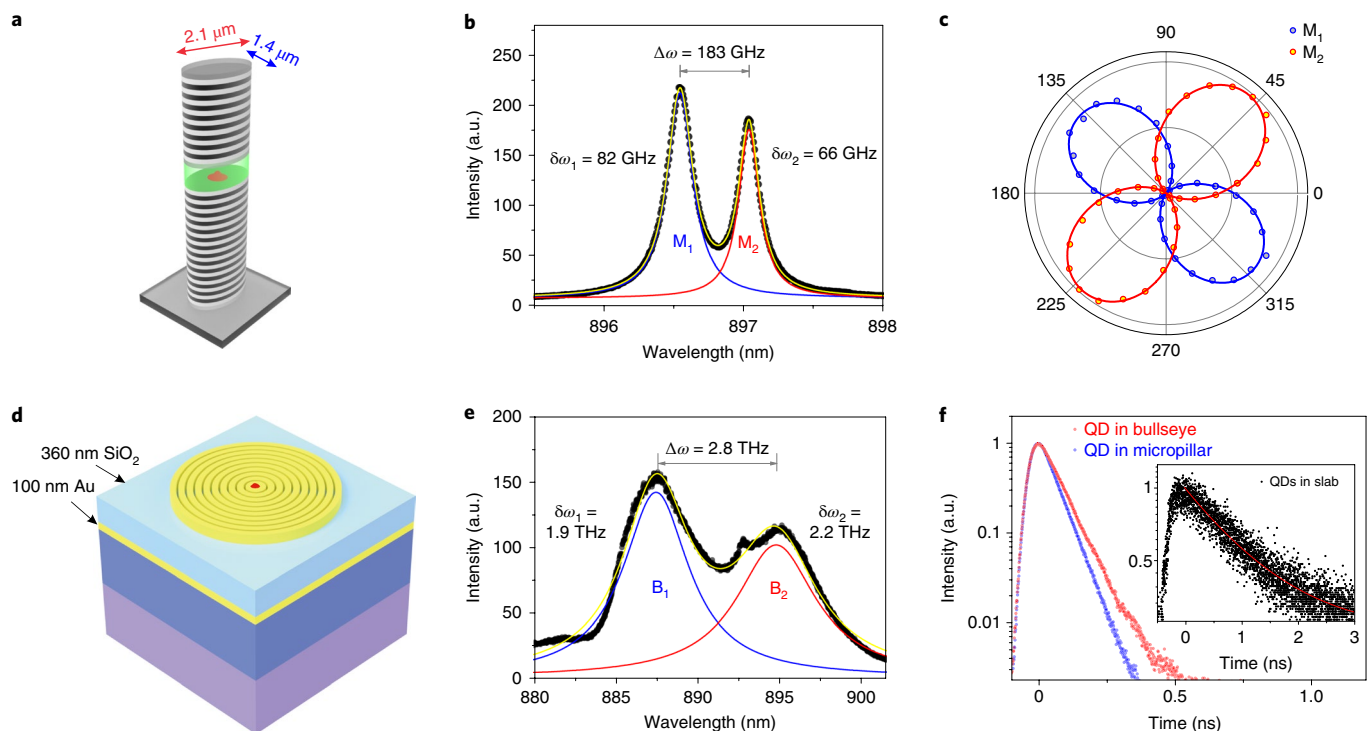 a
2.1 μm
1.4 μm
b
Δω = 183 GHz
δω1 = 82 GHz
δω2 = 66 GHz
M1
M2
Intensity (a.u.)
250
200
150
100
50
0
896
897
898
Wavelength (nm)
c
M1
M2
90
45
0
315
270
225
180
135
d
360 nm SiO2
100 nm Au
e
Δω = 2.8 THz
δω1 =
1.9 THz
δω2 =
2.2 THz
B1
B2
Intensity (a.u.)
200
150
100
50
0
880
885
890
895
900
Wavelength (nm)
f
QD in bullseye
QD in micropillar
Intensity (a.u.)
1
0.1
0.01
0
0.5
1.0
Time (ns)
QDs in slab
1
0.5
0
1
2
3
Time (ns)